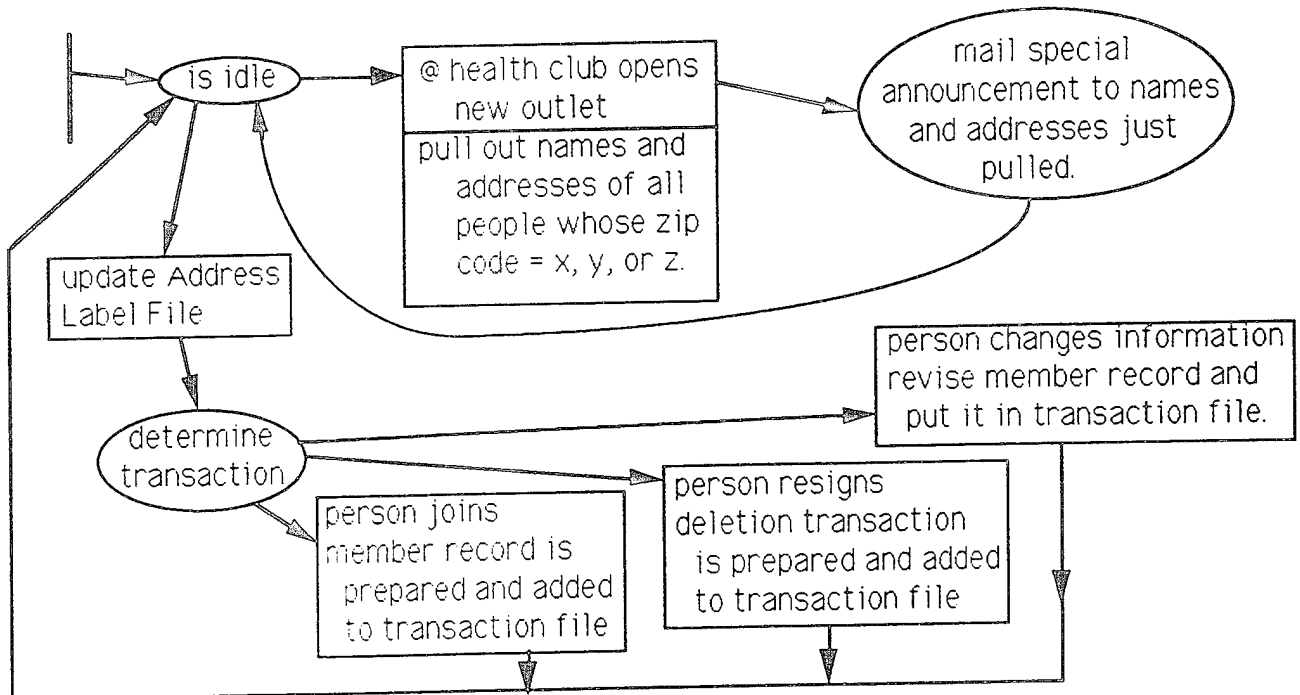 is idle
@ health club opens
new outlet
pull out names and
addresses of all
people whose zip
code = x, y, or z.
mail special
announcement to names
and addresses just
pulled.
update Address
Label File
determine
transaction
person changes information
revise member record and
put it in transaction file.
person resigns
deletion transaction
is prepared and added
to transaction file
person joins
member record is
prepared and added
to transaction file